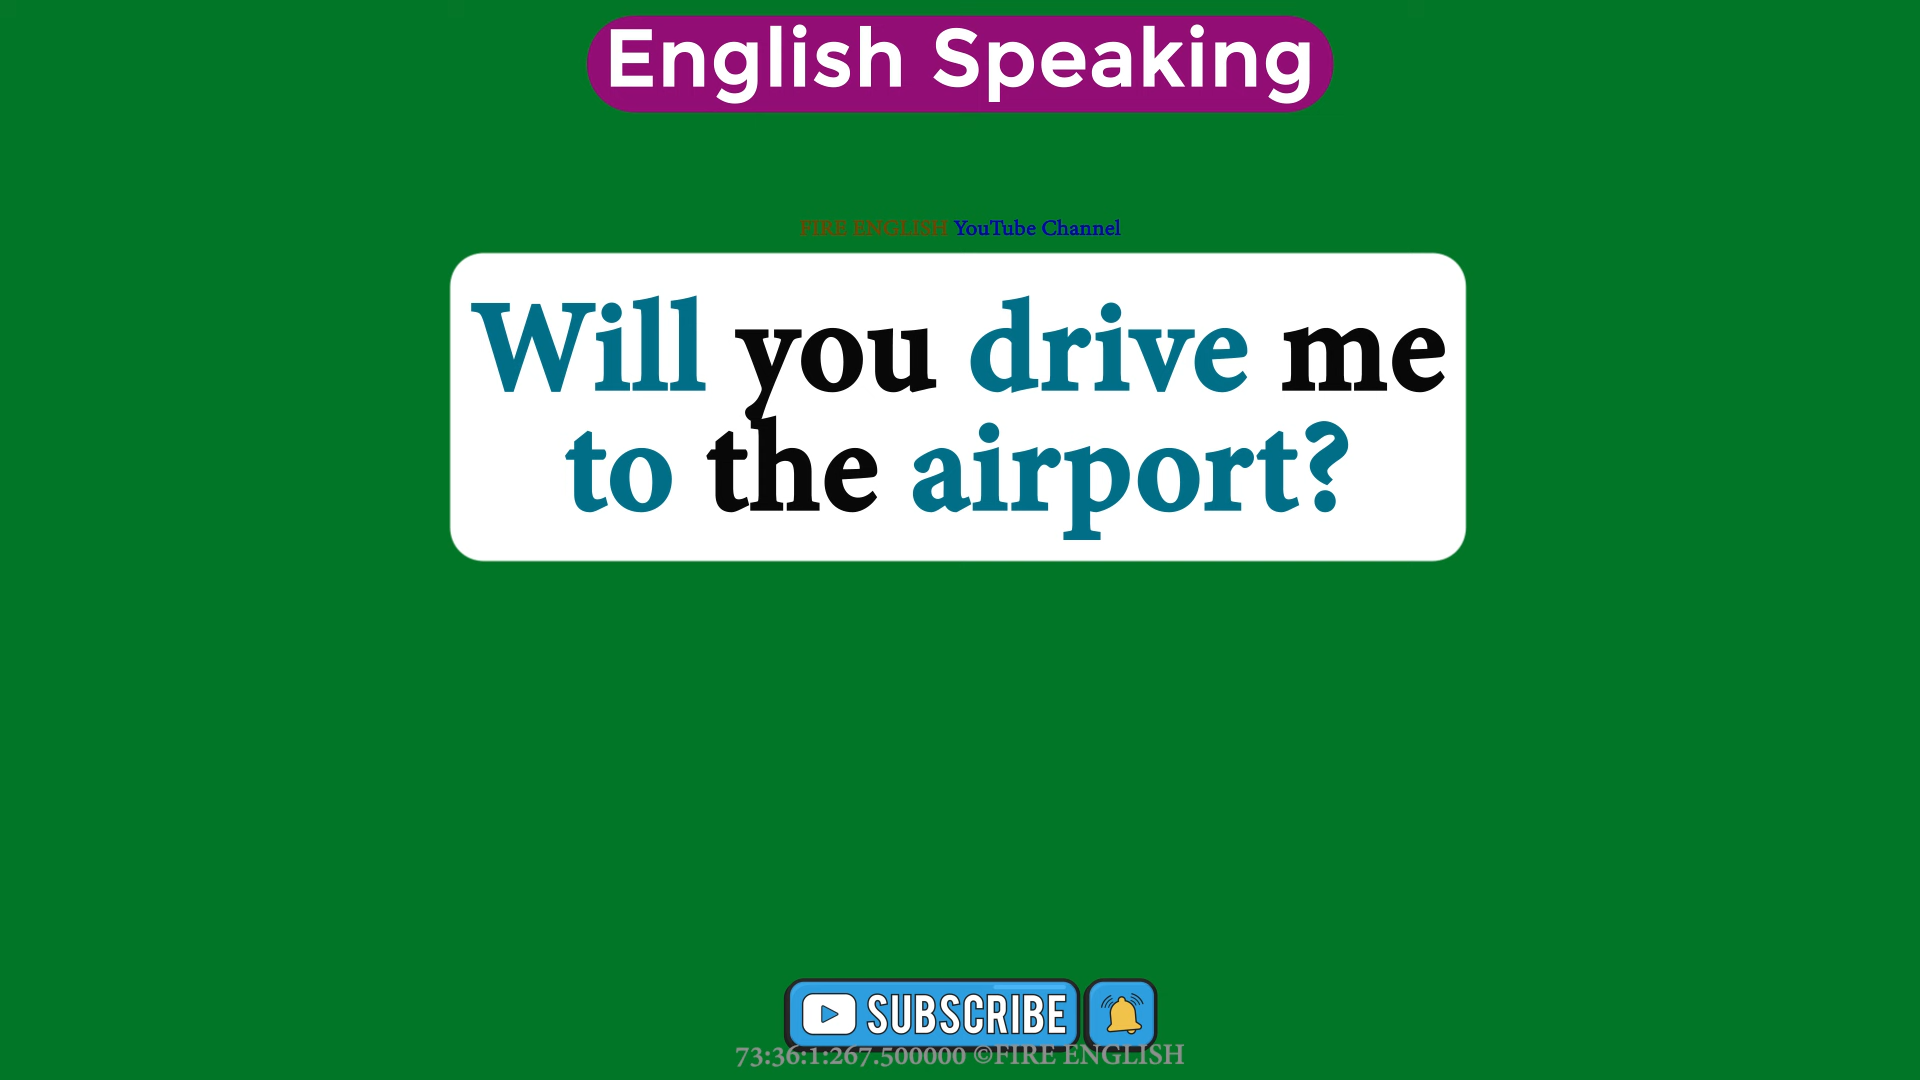 English Speaking
FIRE ENGLISH YouTube Channel
Will you drive me
to the airport?
SUBSCRIBE
73:36:1:267.500000 ©FIRE ENGLISH